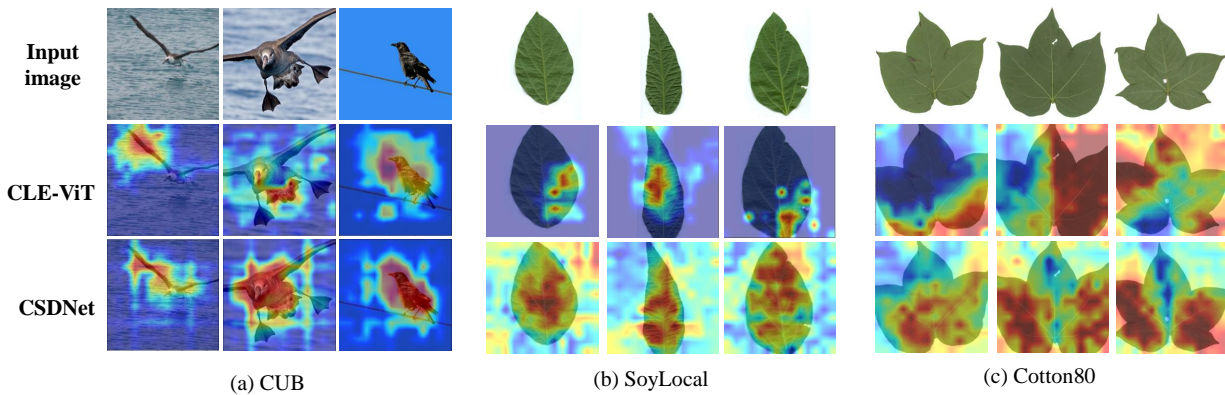 Input
image
CLE-ViT
CSDNet
(a) CUB
(b) SoyLocal
(c) Cotton80